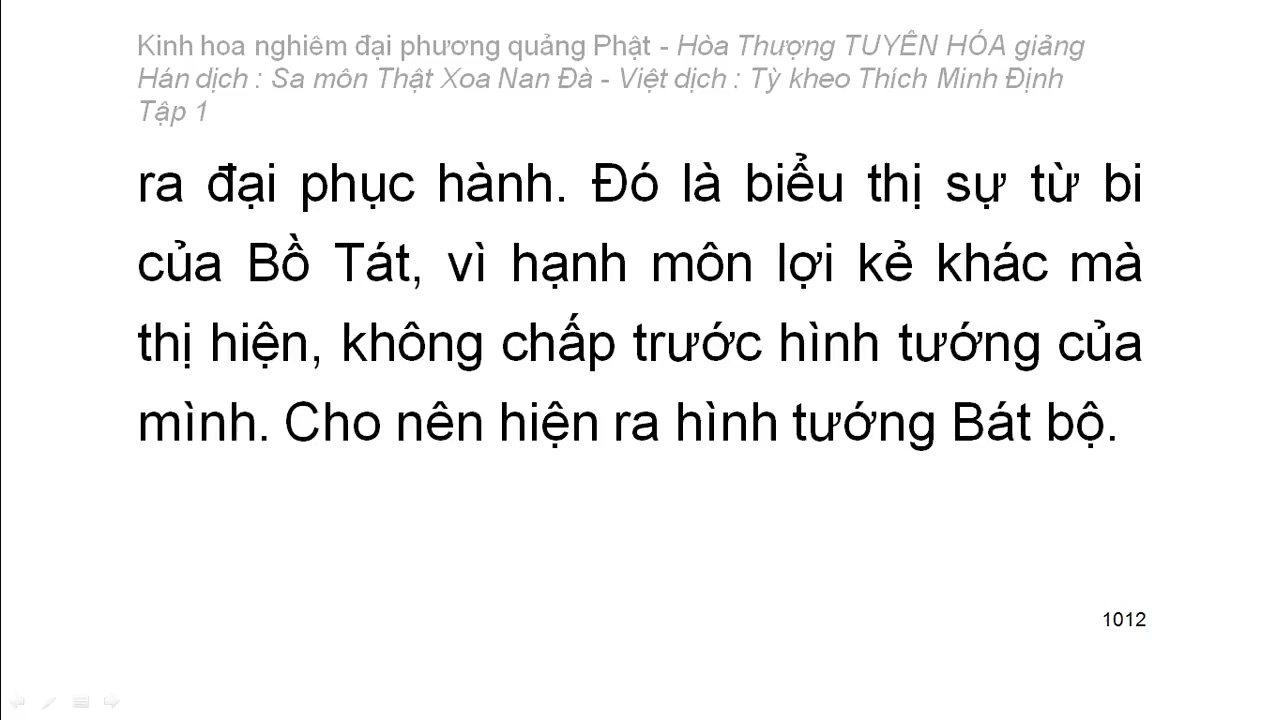 Kinh hoa nghiêm đại phương quảng Phật - Hòa Thượng TUYÊN HÓA giảng
Hán dịch : Sa môn Thật Xoa Nan Đà - Việt dịch : Tỳ kheo Thích Minh Định
Tập 1
ra đại phục hành. Đó là biểu thị sự từ bi
của Bồ Tát, vì hạnh môn lợi kẻ khác mà
thị hiện, không chấp trước hình tướng của
mình. Cho nên hiện ra hình tướng Bát bộ.
1012